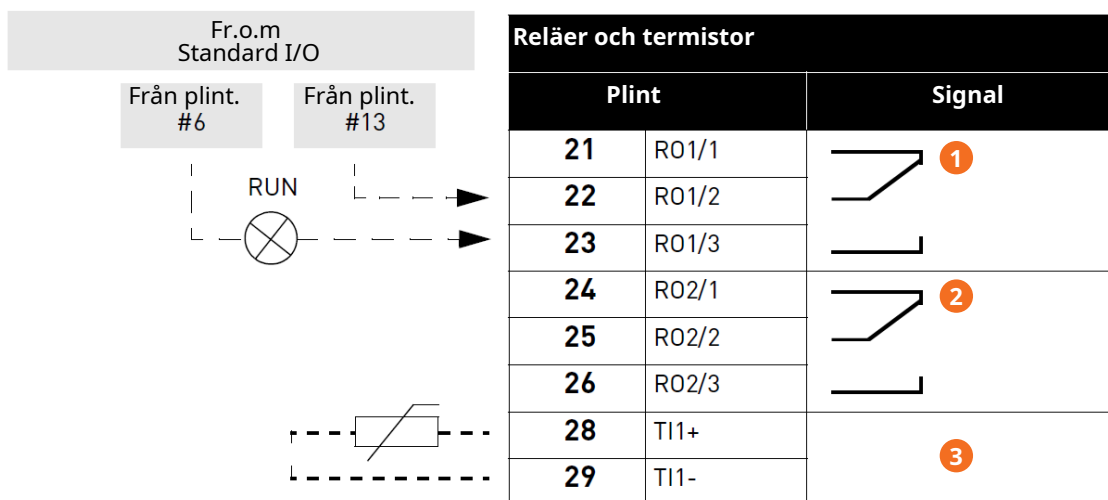 Fr.o.m
Standard I/O
Från plint.
#6
Från plint.
#13
RUN
Reläer och termistor
Plint Signal
21 RO1/1 1
22 RO1/2
23 RO1/3
24 RO2/1 2
25 RO2/2
26 RO2/3
28 TI1+
3
29 TI1-